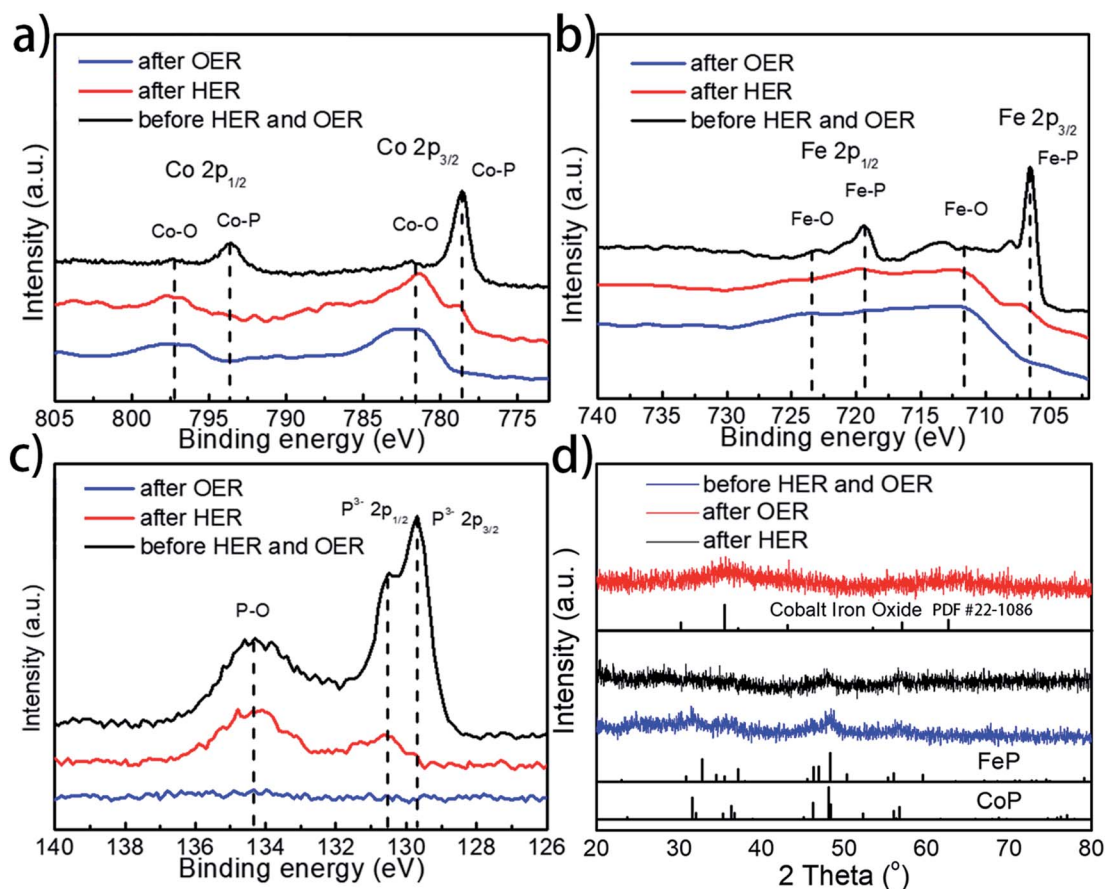 a)
after OER
after HER
before HER and OER
Co 2p3/2
Co-P
Co 2p1/2
Co-O
Co-P
Co-O
Intensity (a.u.)
805 800 795 790 785 780 775
Binding energy (eV)
b)
after OER
after HER
before HER and OER
Fe 2p3/2
Fe 2p1/2
Fe-P
Fe-P
Fe-O
Fe-O
Intensity (a.u.)
740 735 730 725 720 715 710 705
Binding energy (eV)
c)
after OER
after HER
before HER and OER
P3- 2p1/2
P3- 2p3/2
P-O
Intensity (a.u.)
140 138 136 134 132 130 128 126
Binding energy (eV)
d)
before HER and OER
after OER
after HER
Cobalt Iron Oxide PDF #22-1086
FeP
CoP
Intensity (a.u.)
20 30 40 50 60 70 80
2 Theta (°)